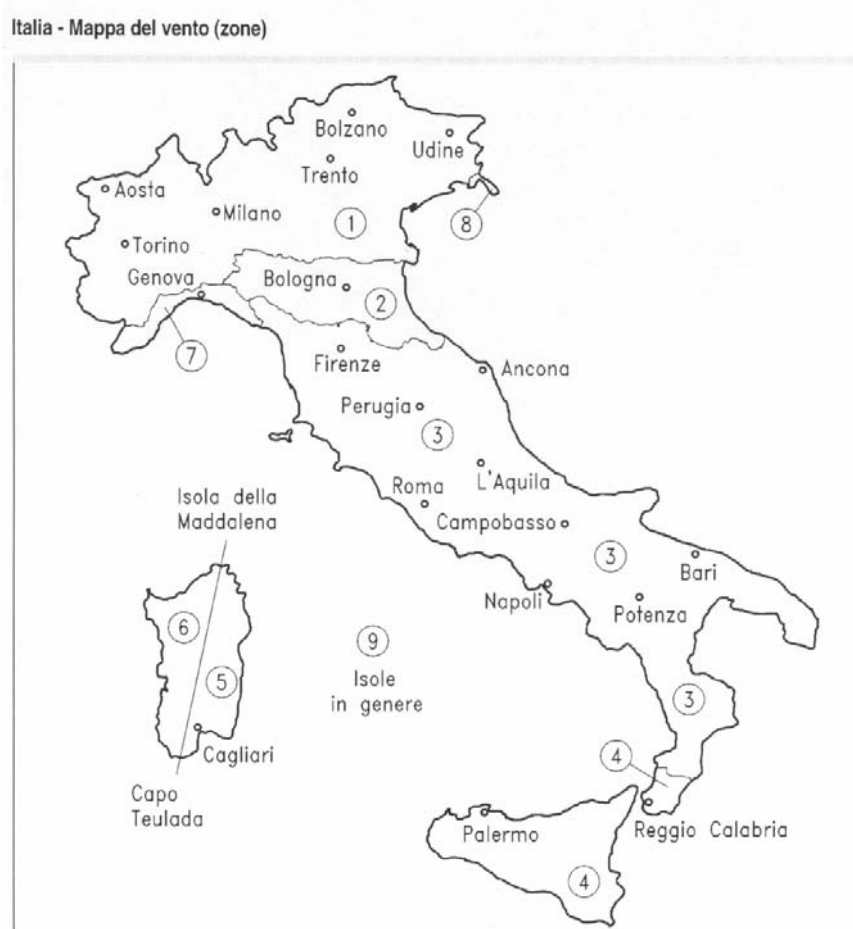 Italia - Mappa del vento (zone)
Bolzano
Udine
Trento
Aosta
Milano
1
8
Torino
Genova
Bologna
2
7
Firenze
Ancona
Perugia
3
L'Aquila
Isola della
Maddalena
Roma
Campobasso
3
Bari
Napoli
Potenza
6
9
Isole
in genere
5
3
Cagliari
4
Capo
Teulada
Palermo
Reggio Calabria
4